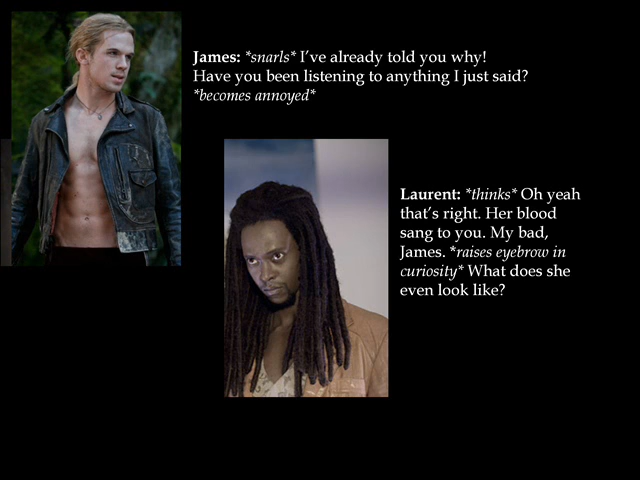 James: *snarls* I’ve already told you why!
Have you been listening to anything I just said?
*becomes annoyed*
Laurent: *thinks* Oh yeah
that’s right. Her blood
sang to you. My bad,
James. *raises eyebrow in
curiosity* What does she
even look like?